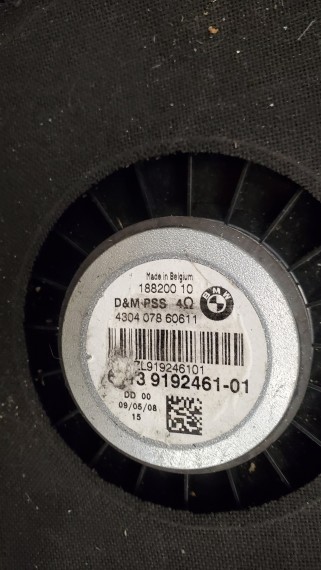 Made in Belgium
188200 10
D&M-PSS 4Ω
BMW
4304 078 60611
7L919246101
3 9192461-01
DD 00
09/05/08
15